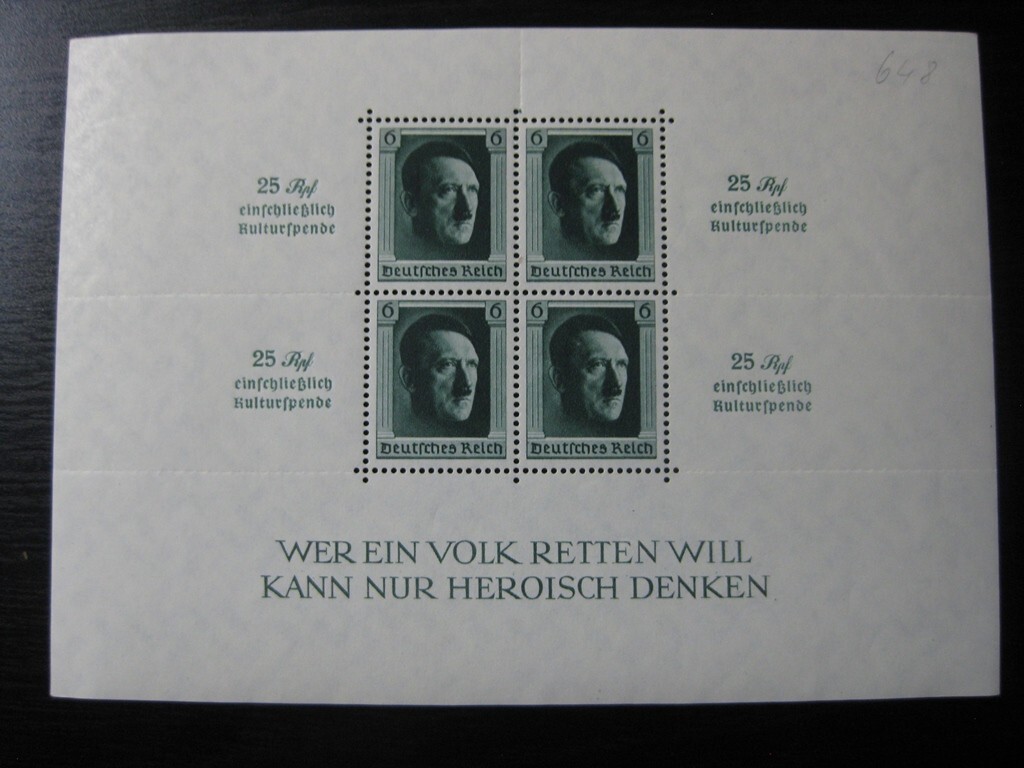 648
6 6
6 6
Deutsches Reich
Deutsches Reich
25 Rpf
einschließlich
Kulturspende
25 Rpf
einschließlich
Kulturspende
6 6
6 6
Deutsches Reich
Deutsches Reich
25 Rpf
einschließlich
Kulturspende
25 Rpf
einschließlich
Kulturspende
WER EIN VOLK RETTEN WILL
KANN NUR HEROISCH DENKEN